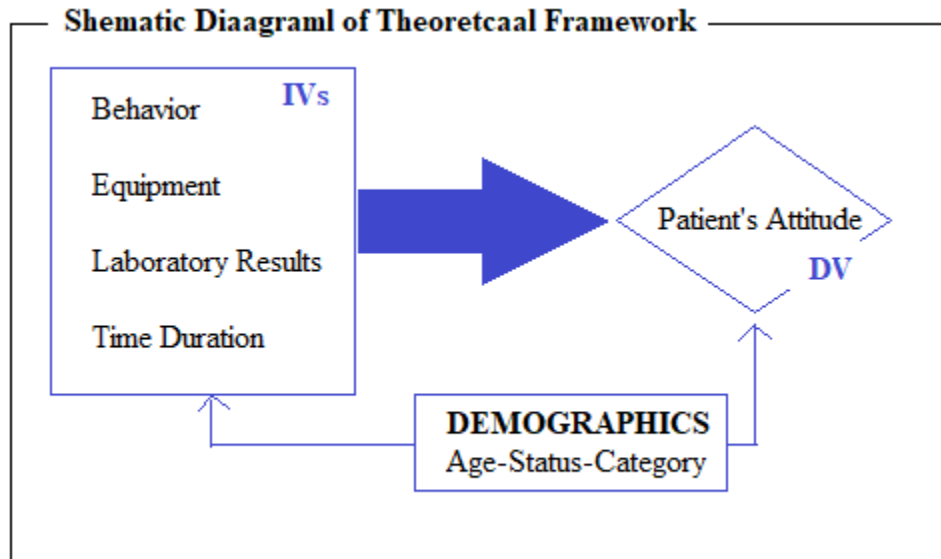 Shematic Diaagraml of Theoretcaal Framework
IVs
Behavior
Equipment
Laboratory Results
Time Duration
Patient's Attitude
DV
DEMOGRAPHICS
Age-Status-Category